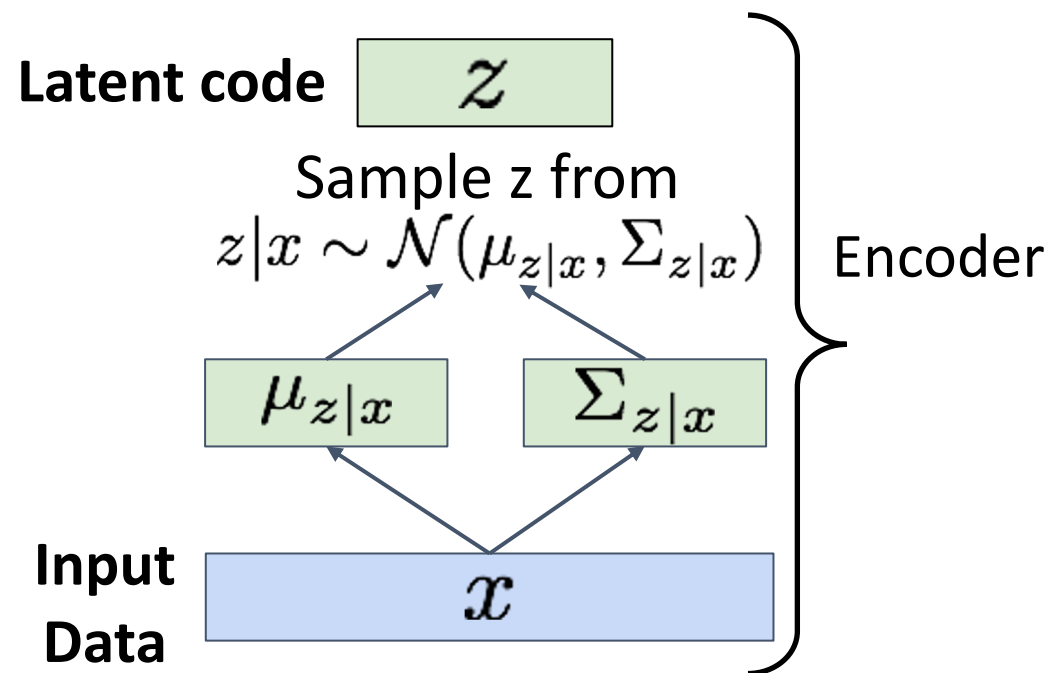 Latent code
z
Sample z from
z|x ∼ 𝒩(μ_{z|x}, Σ_{z|x})
Encoder
μ_{z|x}
Σ_{z|x}
Input
Data
x